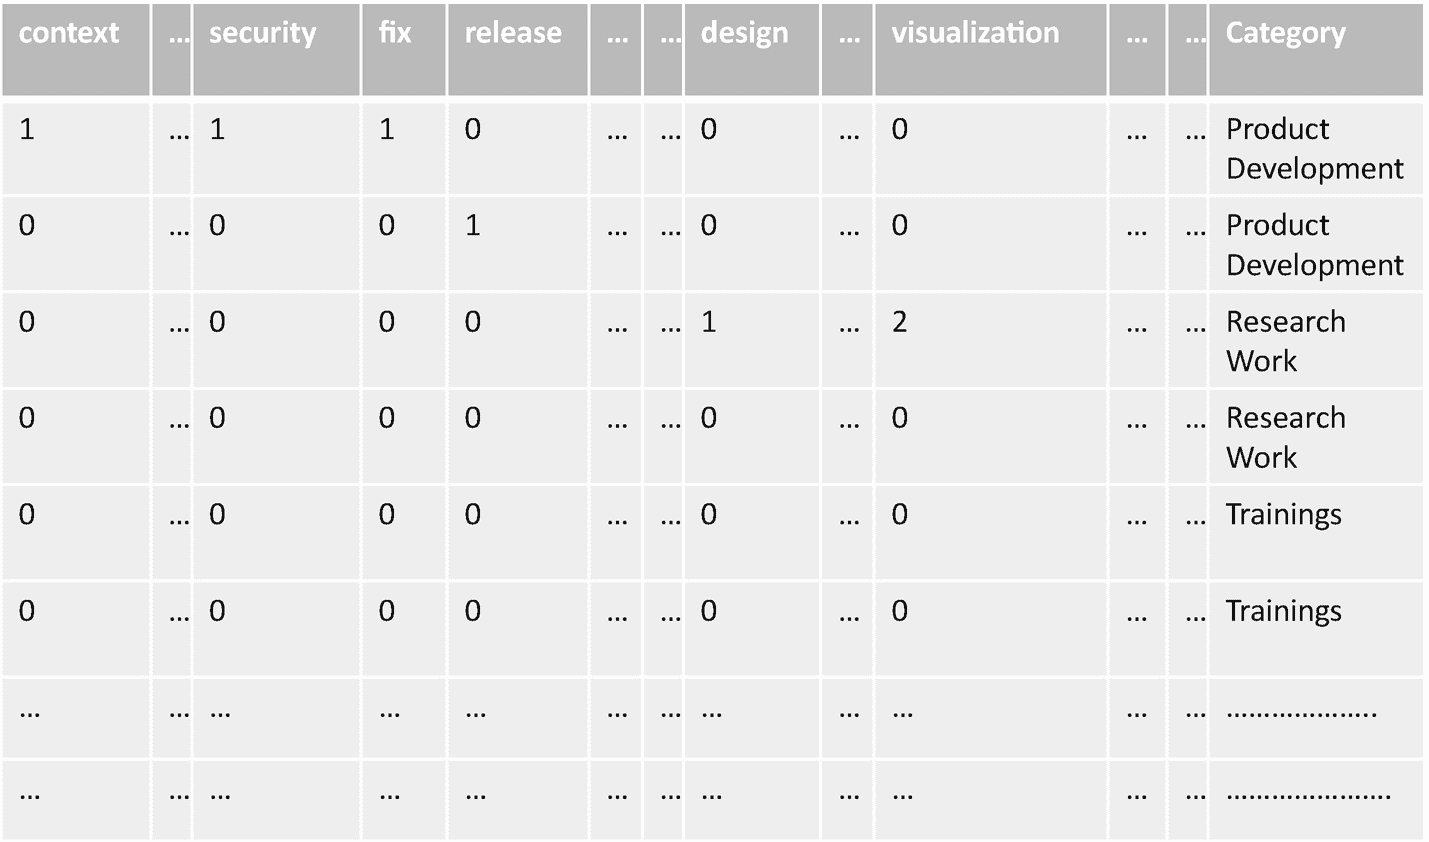 context ... security fix release ... ... design ... visualization ... ... Category
1 ... 1 1 0 ... ... 0 ... 0 ... ... Product
Development
0 ... 0 0 1 ... ... 0 ... 0 ... ... Product
Development
0 ... 0 0 0 ... ... 1 ... 2 ... ... Research
Work
0 ... 0 0 0 ... ... 0 ... 0 ... ... Research
Work
0 ... 0 0 0 ... ... 0 ... 0 ... ... Trainings
0 ... 0 0 0 ... ... 0 ... 0 ... ... Trainings
... ... ... ... ... ... ... ... ... ... ... ... ....................
... ... ... ... ... ... ... ... ... ... ... ... ......................